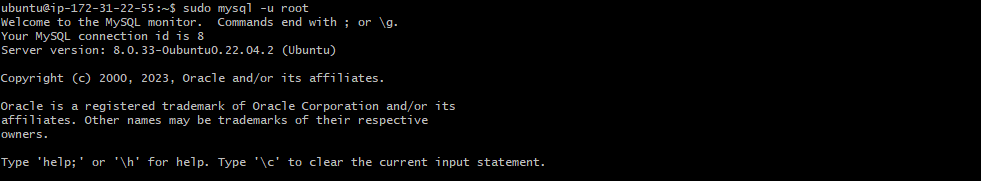 ubuntu@ip-172-31-22-55:~$ sudo mysql -u root
Welcome to the MySQL monitor.  Commands end with ; or \g.
Your MySQL connection id is 8
Server version: 8.0.33-0ubuntu0.22.04.2 (Ubuntu)
Copyright (c) 2000, 2023, Oracle and/or its affiliates.
Oracle is a registered trademark of Oracle Corporation and/or its
affiliates. Other names may be trademarks of their respective
owners.
Type 'help;' or '\h' for help. Type '\c' to clear the current input statement.